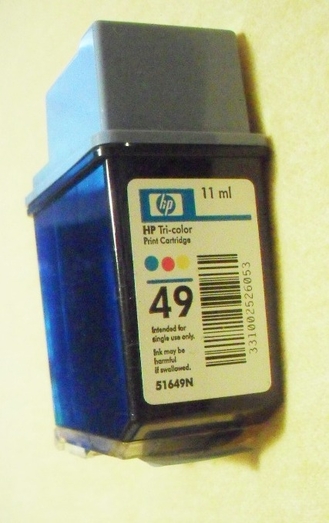 hp
11 ml
HP Tri-color
Print Cartridge
49
Intended for
single use only.
Ink may be
harmful
if swallowed.
51649N
331002526053